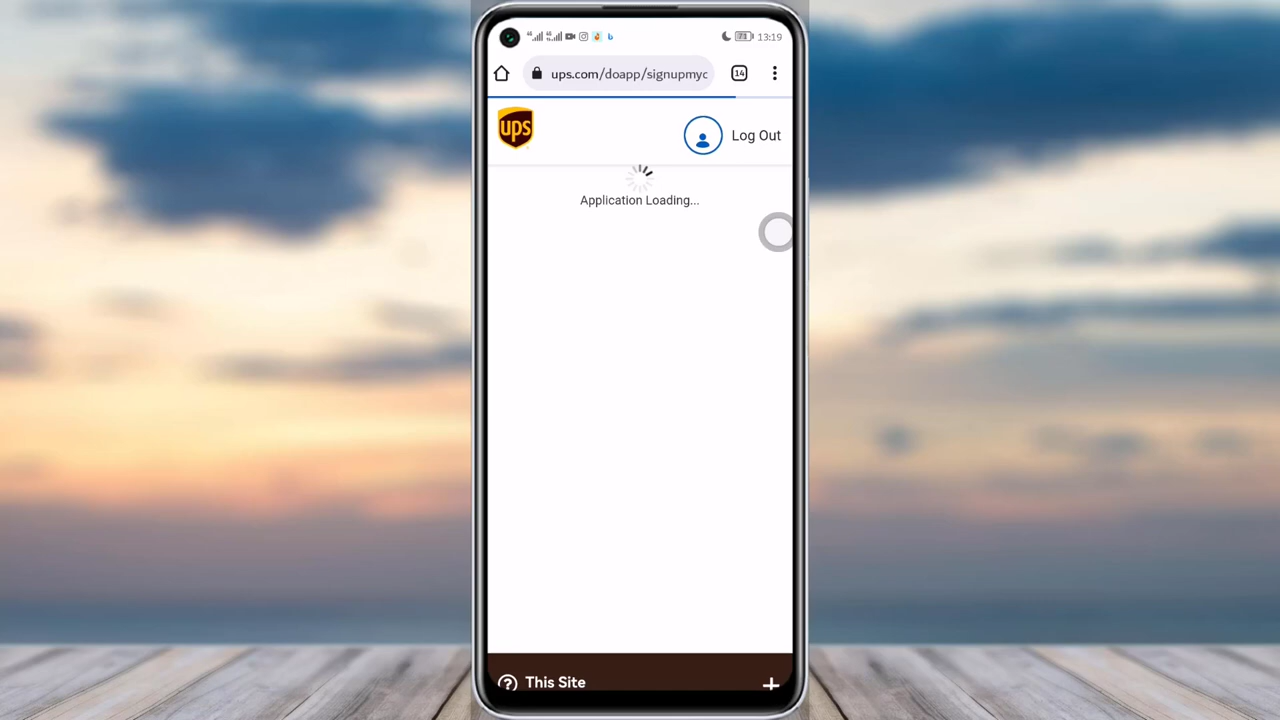 13:19
ups.com/doapp/signupmyc
14
ups
Log Out
Application Loading...
This Site